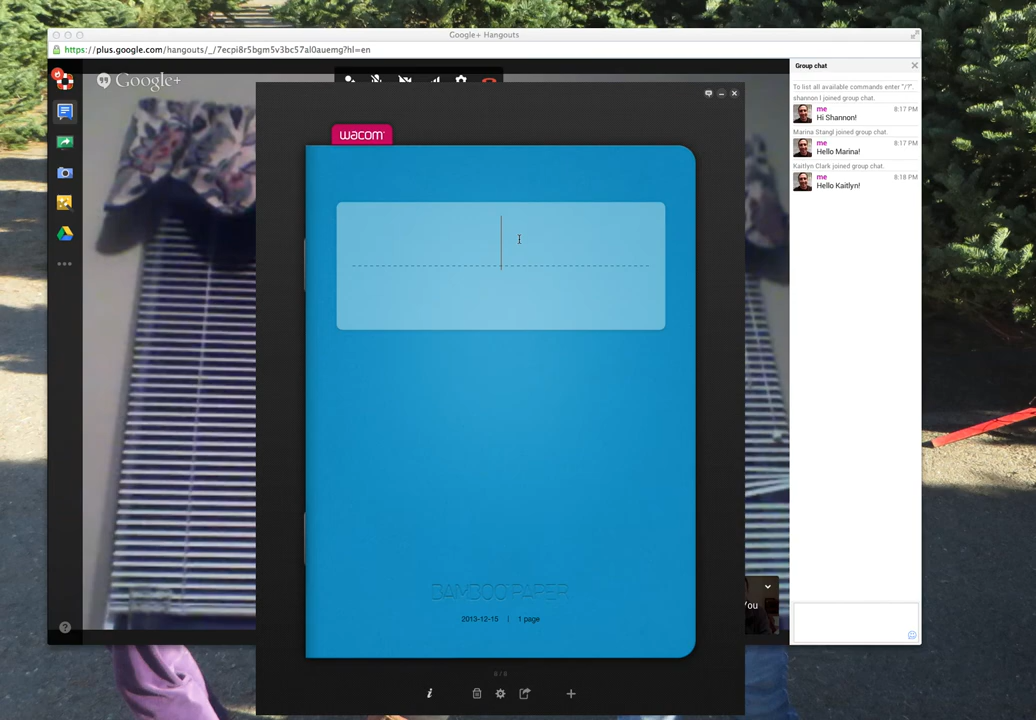 Google+ Hangouts
https://plus.google.com/hangouts/_/7ecpi8r5bgm5v3bc57al0auemg?hl=en
Google+
Group chat
To list all available commands enter "/?".
shannon l joined group chat.
me 8:17 PM
Hi Shannon!
Marina Stangl joined group chat.
me 8:17 PM
Hello Marina!
Kaitlyn Clark joined group chat.
me 8:18 PM
Hello Kaitlyn!
wacom
BAMBOO PAPER
2013-12-15 | 1 page
You
8/8